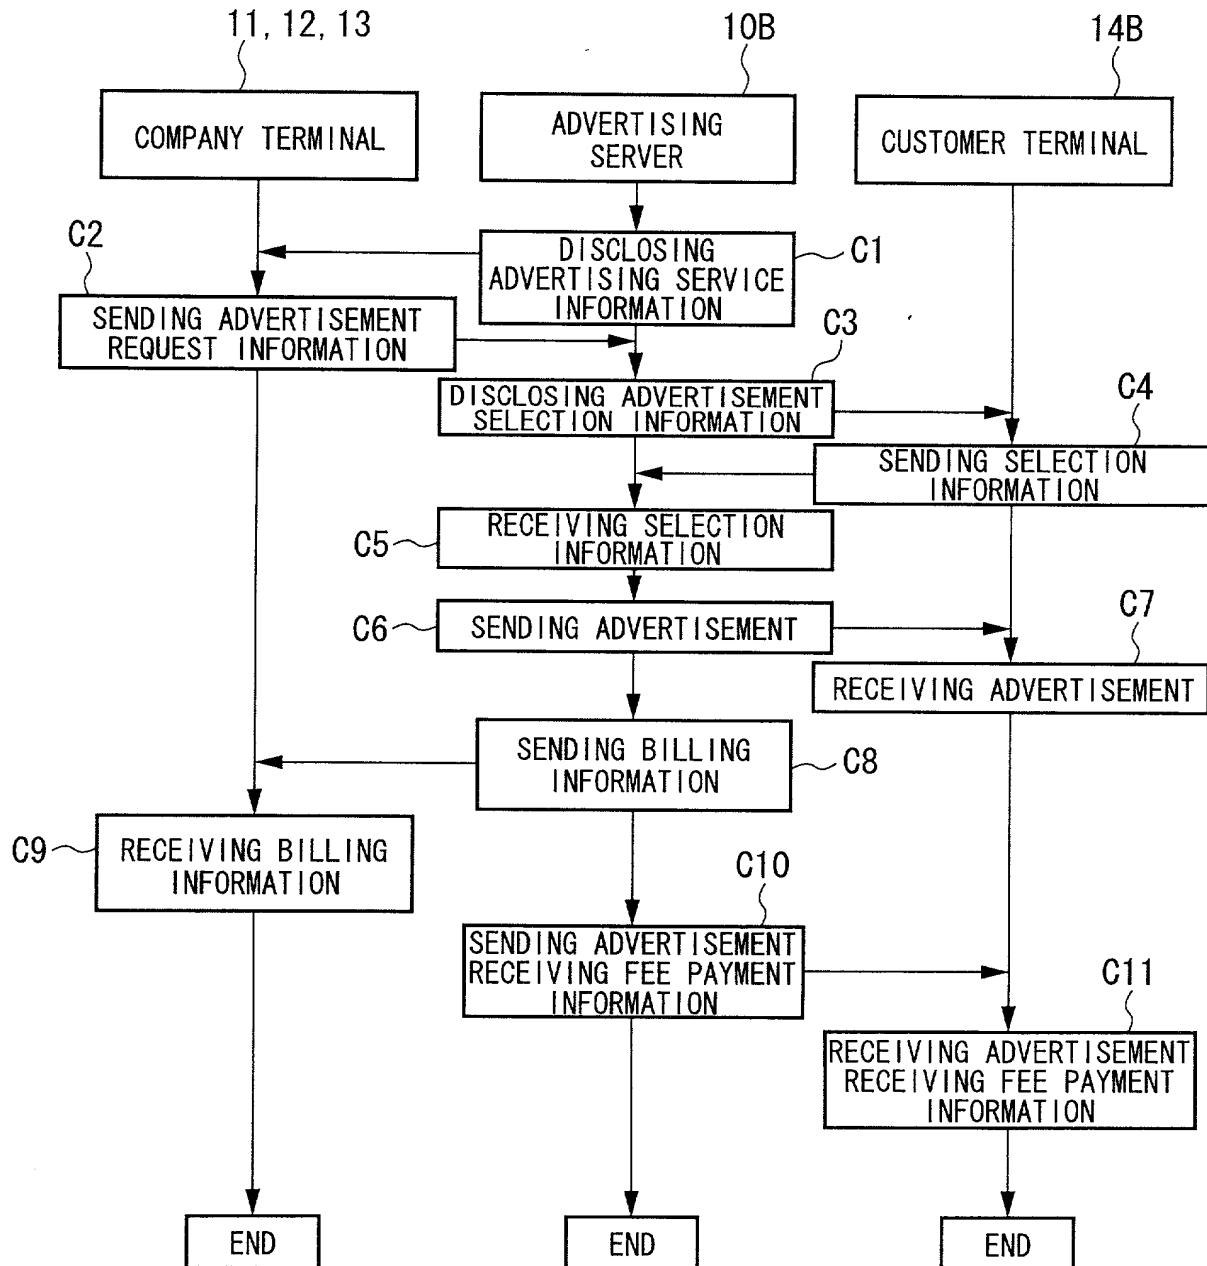 11, 12, 13
10B
14B
COMPANY TERMINAL
ADVERTISING
SERVER
CUSTOMER TERMINAL
C2
DISCLOSING
ADVERTISING SERVICE
INFORMATION
C1
SENDING ADVERTISEMENT
REQUEST INFORMATION
C3
DISCLOSING ADVERTISEMENT
SELECTION INFORMATION
C4
SENDING SELECTION
INFORMATION
C5
RECEIVING SELECTION
INFORMATION
C6
SENDING ADVERTISEMENT
C7
RECEIVING ADVERTISEMENT
SENDING BILLING
INFORMATION
C8
C9
RECEIVING BILLING
INFORMATION
C10
SENDING ADVERTISEMENT
RECEIVING FEE PAYMENT
INFORMATION
C11
RECEIVING ADVERTISEMENT
RECEIVING FEE PAYMENT
INFORMATION
END
END
END